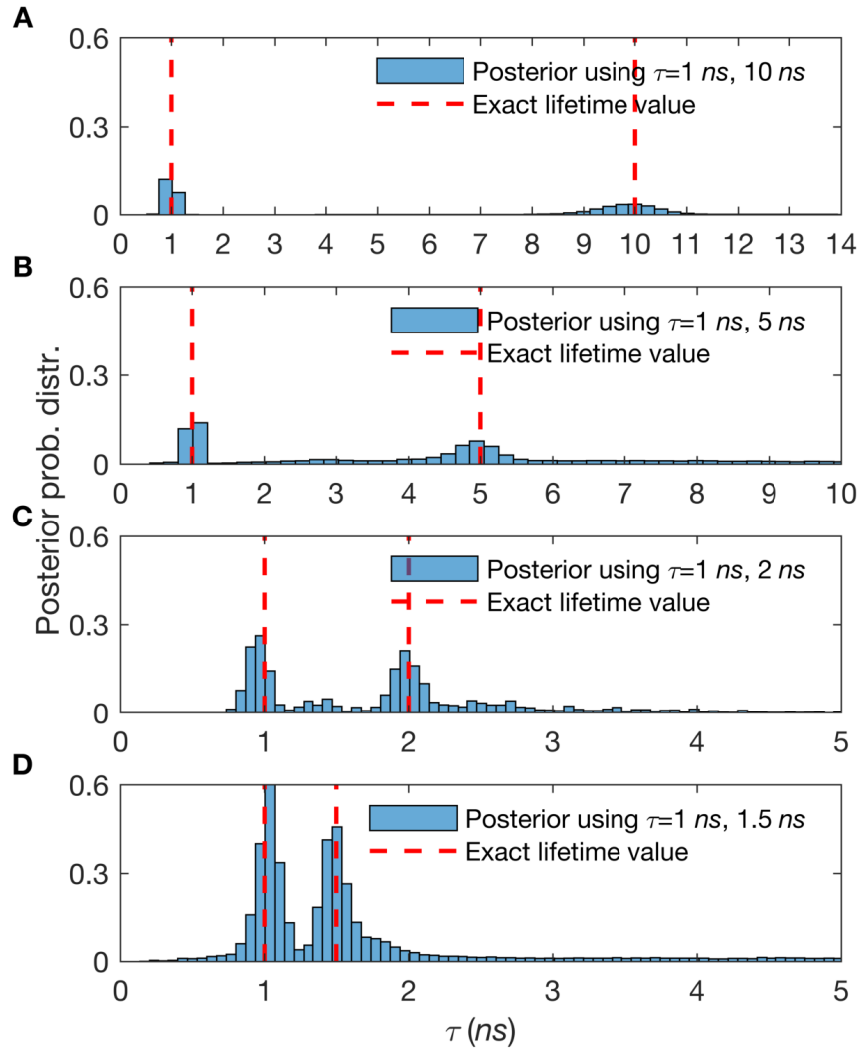 A
0.6
0.3
0
Posterior using τ=1 ns, 10 ns
Exact lifetime value
0 1 2 3 4 5 6 7 8 9 10 11 12 13 14
B
0.6
0.3
0
Posterior using τ=1 ns, 5 ns
Exact lifetime value
0 1 2 3 4 5 6 7 8 9 10
Posterior prob. distr.
C
0.6
0.3
0
Posterior using τ=1 ns, 2 ns
Exact lifetime value
0 1 2 3 4 5
D
0.6
0.3
0
Posterior using τ=1 ns, 1.5 ns
Exact lifetime value
0 1 2 3 4 5
τ (ns)